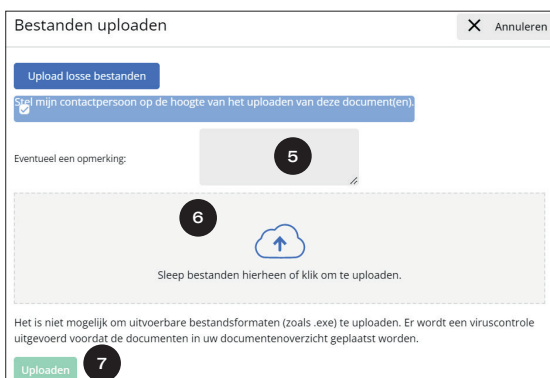 Bestanden uploaden
Annuleren
Upload losse bestanden
Stel mijn contactpersoon op de hoogte van het uploaden van deze document(en).
Eventueel een opmerking:
5
6
Sleep bestanden hierheen of klik om te uploaden.
Het is niet mogelijk om uitvoerbare bestandsformaten (zoals .exe) te uploaden. Er wordt een viruscontrole
uitgevoerd voordat de documenten in uw documentenoverzicht geplaatst worden.
Uploaden
7